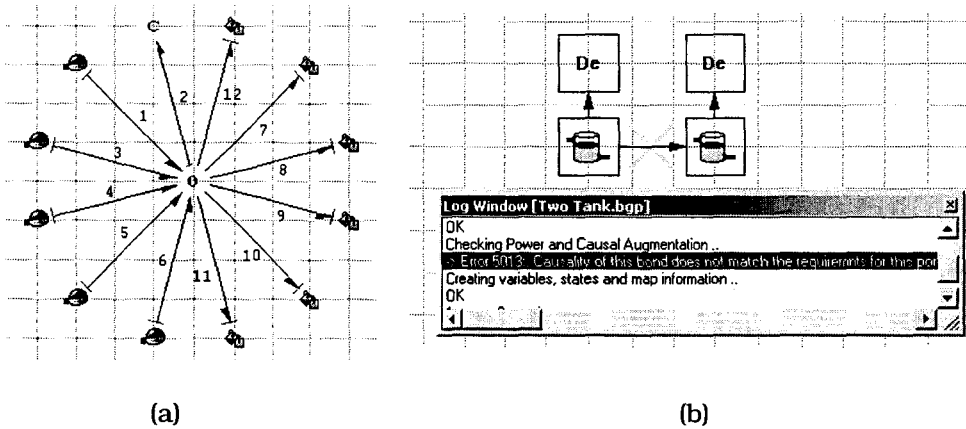 C
1
2
12
7
3
8
0
4
9
5
6
11
10
De De
Log Window [Two Tank.bgp]
OK
Checking Power and Causal Augmentation ..
-> Error 5013: Causality of this bond does not match the requiremnts for this por
Creating variables, states and map information ..
OK
(a)
(b)